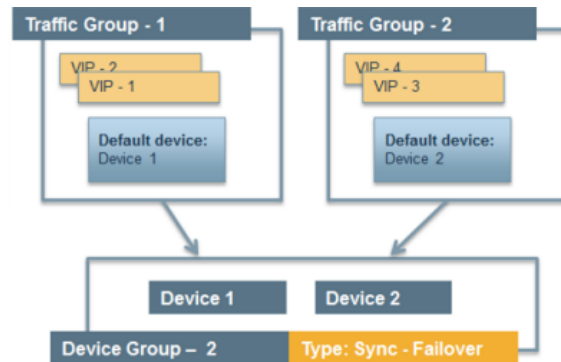 Traffic Group - 1
VIP - 2
VIP - 1
Default device:
Device 1
Traffic Group - 2
VIP - 4
VIP - 3
Default device:
Device 2
Device 1
Device 2
Device Group – 2
Type: Sync - Failover